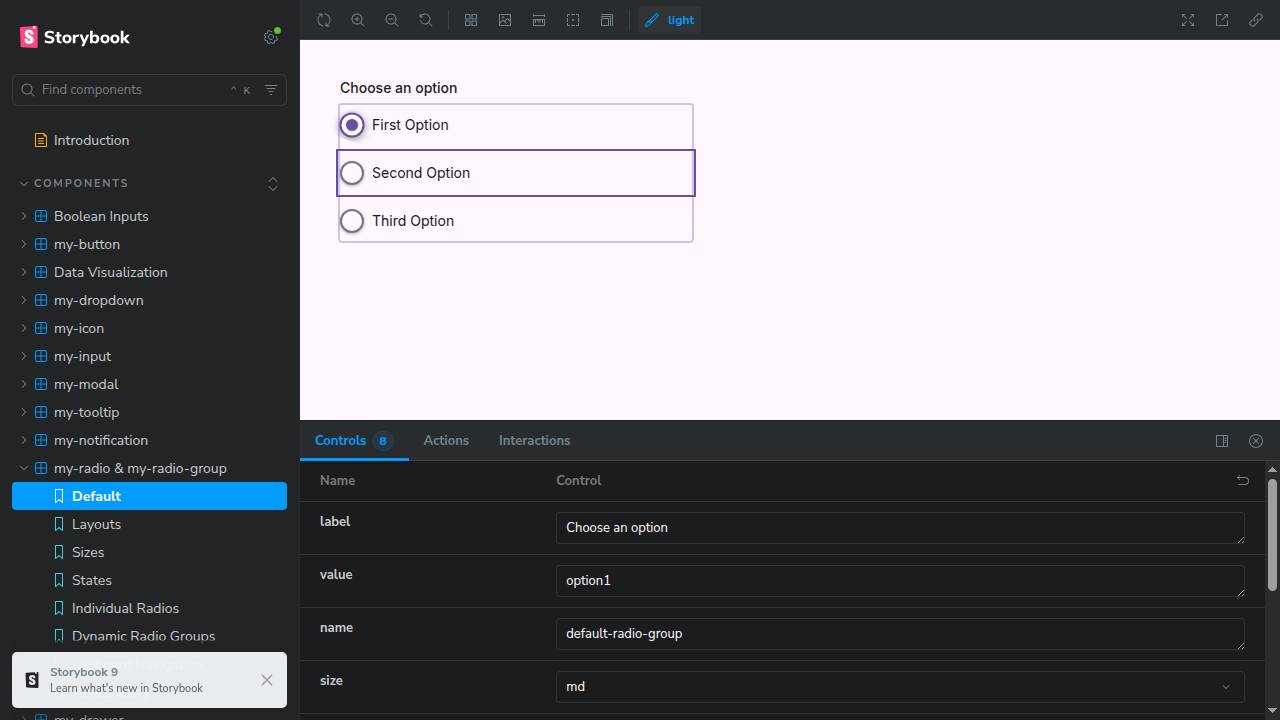 Storybook
Find components
^ K
Introduction
COMPONENTS
Boolean Inputs
my-button
Data Visualization
my-dropdown
my-icon
my-input
my-modal
my-tooltip
my-notification
my-radio & my-radio-group
Default
Layouts
Sizes
States
Individual Radios
Dynamic Radio Groups
Storybook 9
Learn what's new in Storybook
my-drawer
light
Choose an option
First Option
Second Option
Third Option
Controls 8
Actions
Interactions
Name
Control
label
Choose an option
value
option1
name
default-radio-group
size
md